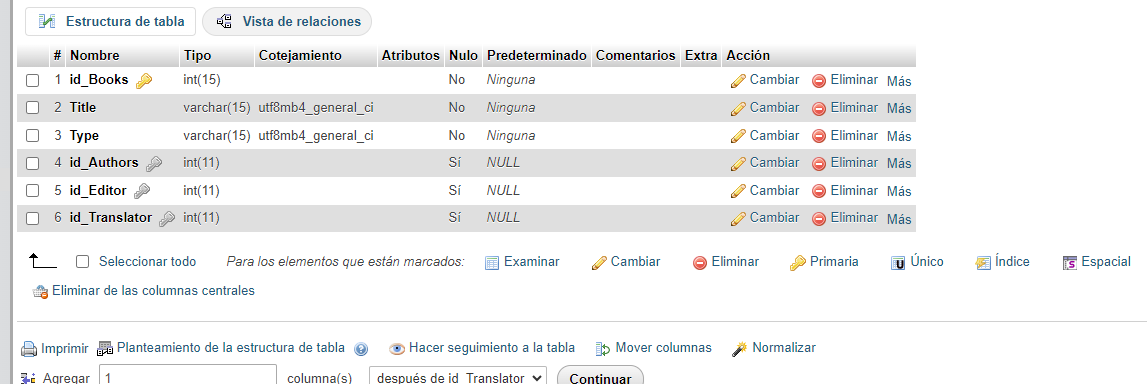 Estructura de tabla Vista de relaciones
# Nombre Tipo Cotejamiento Atributos Nulo Predeterminado Comentarios Extra Acción
1 id_Books int(15) No Ninguna Cambiar Eliminar Más
2 Title varchar(15) utf8mb4_general_ci No Ninguna Cambiar Eliminar Más
3 Type varchar(15) utf8mb4_general_ci No Ninguna Cambiar Eliminar Más
4 id_Authors int(11) Sí NULL Cambiar Eliminar Más
5 id_Editor int(11) Sí NULL Cambiar Eliminar Más
6 id_Translator int(11) Sí NULL Cambiar Eliminar Más
Seleccionar todo Para los elementos que están marcados: Examinar Cambiar Eliminar Primaria Único Índice Espacial
Eliminar de las columnas centrales
Imprimir Planteamiento de la estructura de tabla Hacer seguimiento a la tabla Mover columnas Normalizar
Agregar 1 columna(s) después de id_Translator Continuar